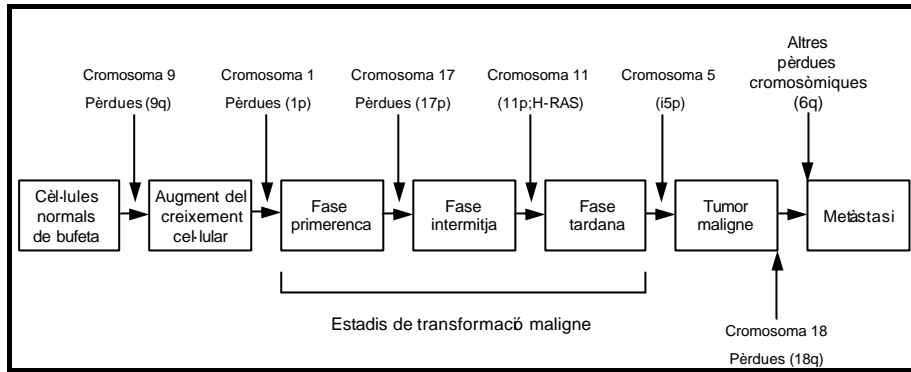 Altres
pèrdues
cromosòmiques
(6q)
Cromosoma 9
Pèrdues (9q)
Cromosoma 1
Pèrdues (1p)
Cromosoma 17
Pèrdues (17p)
Cromosoma 11
(11p;H-RAS)
Cromosoma 5
(i5p)
Cèl·lules
normals
de bufeta
Augment del
creixement
cel·lular
Fase
primerenca
Fase
intermitja
Fase
tardana
Tumor
maligne
Metàstasi
Estadis de transformació maligne
Cromosoma 18
Pèrdues (18q)